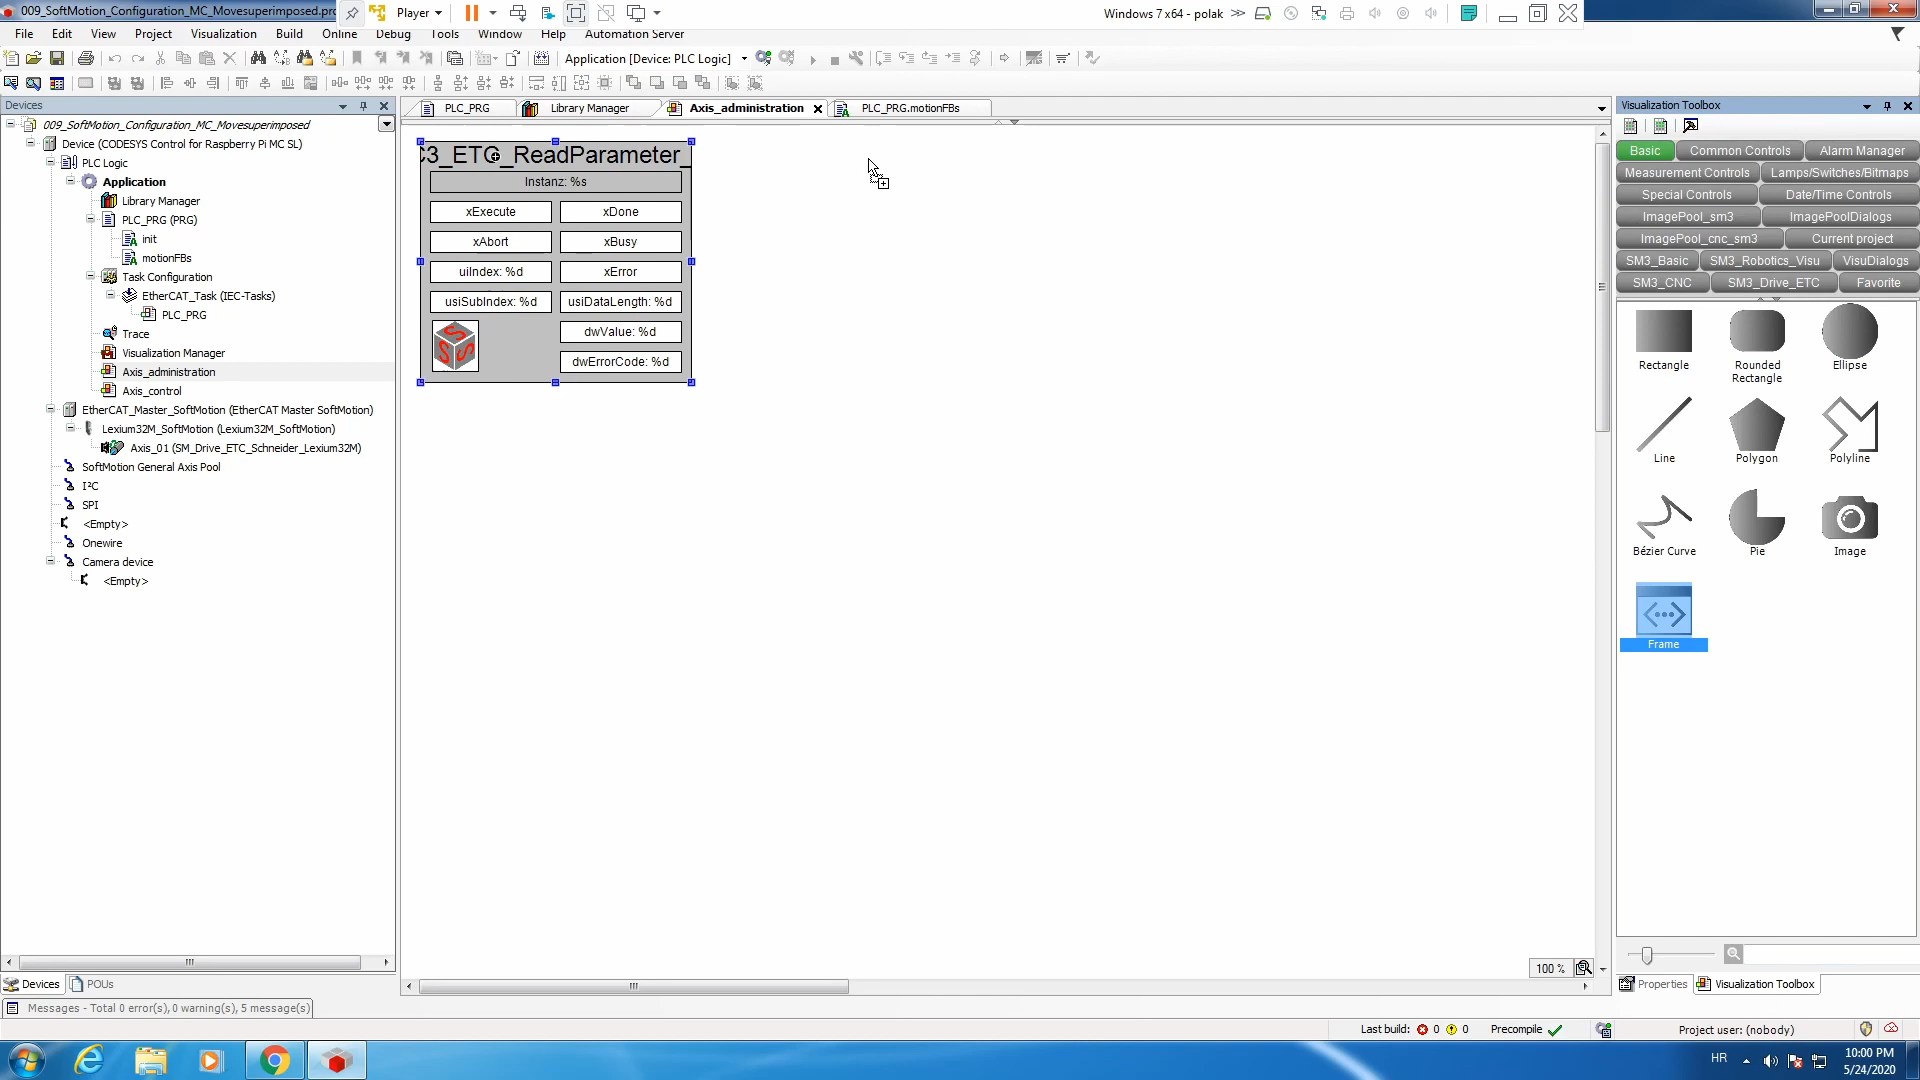 009_SoftMotion_Configuration_MC_Movesuperimposed.pro
Player
Windows 7 x64 - polak
File Edit View Project Visualization Build Online Debug Tools Window Help Automation Server
Application [Device: PLC Logic]
Devices
009_SoftMotion_Configuration_MC_Movesuperimposed
Device (CODESYS Control for Raspberry Pi MC SL)
PLC Logic
Application
Library Manager
PLC_PRG (PRG)
init
motionFBs
Task Configuration
EtherCAT_Task (IEC-Tasks)
PLC_PRG
Trace
Visualization Manager
Axis_administration
Axis_control
EtherCAT_Master_SoftMotion (EtherCAT Master SoftMotion)
Lexium32M_SoftMotion (Lexium32M_SoftMotion)
Axis_01 (SM_Drive_ETC_Schneider_Lexium32M)
SoftMotion General Axis Pool
I²C
SPI
<Empty>
Onewire
Camera device
<Empty>
Devices POUs
PLC_PRG Library Manager Axis_administration PLC_PRG.motionFBs
C3_ETC_ReadParameter_
Instanz: %s
xExecute xDone
xAbort xBusy
uiIndex: %d xError
usiSubIndex: %d usiDataLength: %d
dwValue: %d
dwErrorCode: %d
100 %
Visualization Toolbox
Basic Common Controls Alarm Manager
Measurement Controls Lamps/Switches/Bitmaps
Special Controls Date/Time Controls
ImagePool_sm3 ImagePoolDialogs
ImagePool_cnc_sm3 Current project
SM3_Basic SM3_Robotics_Visu VisuDialogs
SM3_CNC SM3_Drive_ETC Favorite
Rectangle Rounded Rectangle Ellipse
Line Polygon Polyline
Bézier Curve Pie Image
Frame
Properties Visualization Toolbox
Messages - Total 0 error(s), 0 warning(s), 5 message(s)
Last build: 0 0 Precompile Project user: (nobody)
HR 10:00 PM
5/24/2020